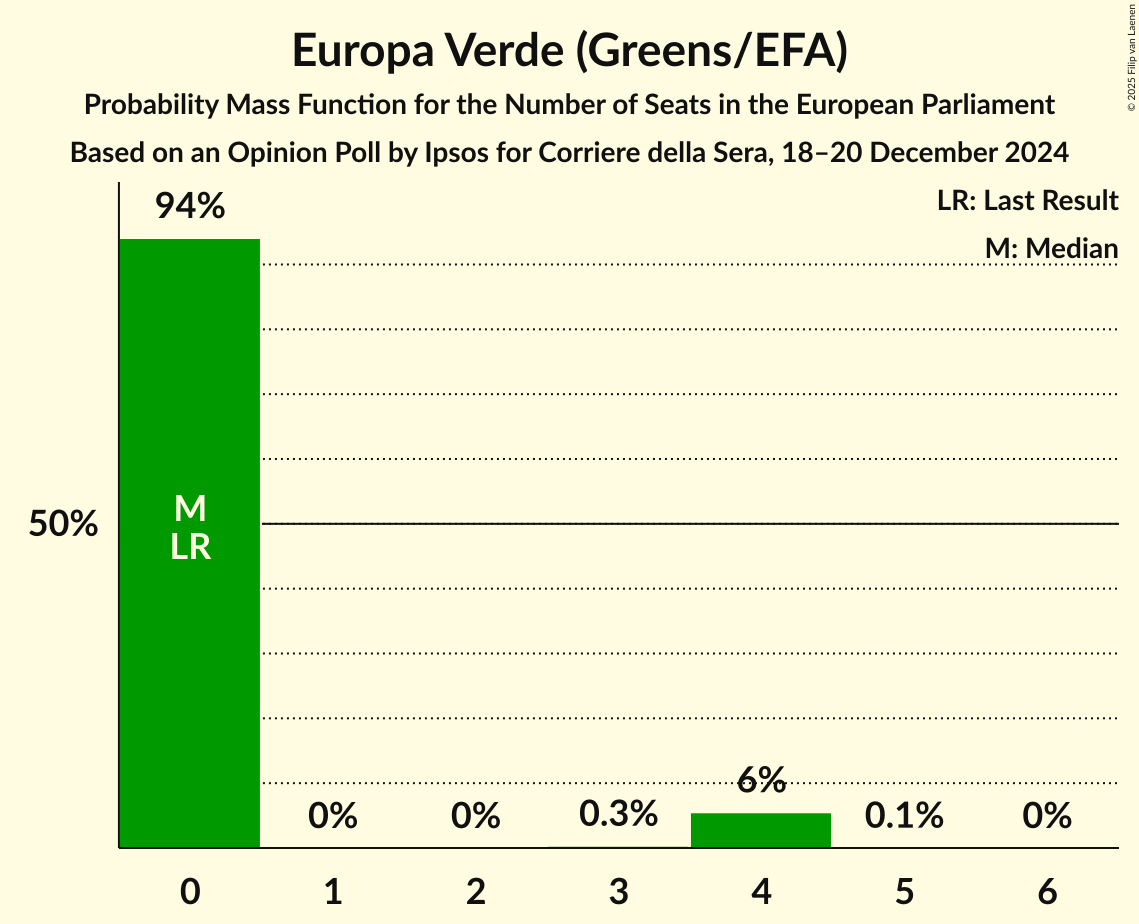 Europa Verde (Greens/EFA)
Probability Mass Function for the Number of Seats in the European Parliament
Based on an Opinion Poll by Ipsos for Corriere della Sera, 18–20 December 2024
© 2025 Filip van Laenen
LR: Last Result
M: Median
94%
50%
M
LR
0% 0% 0.3% 6% 0.1% 0%
0 1 2 3 4 5 6